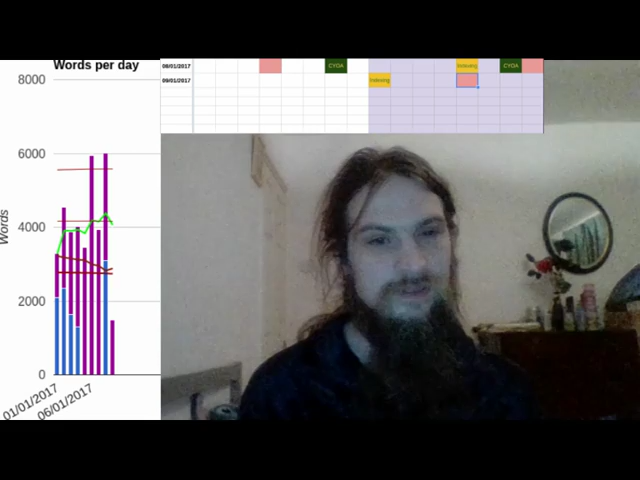 Words per day
8000
6000
4000
2000
0
Words
01/01/2017
06/01/2017
08/01/2017 CYOA Indexing CYOA
09/01/2017 Indexing